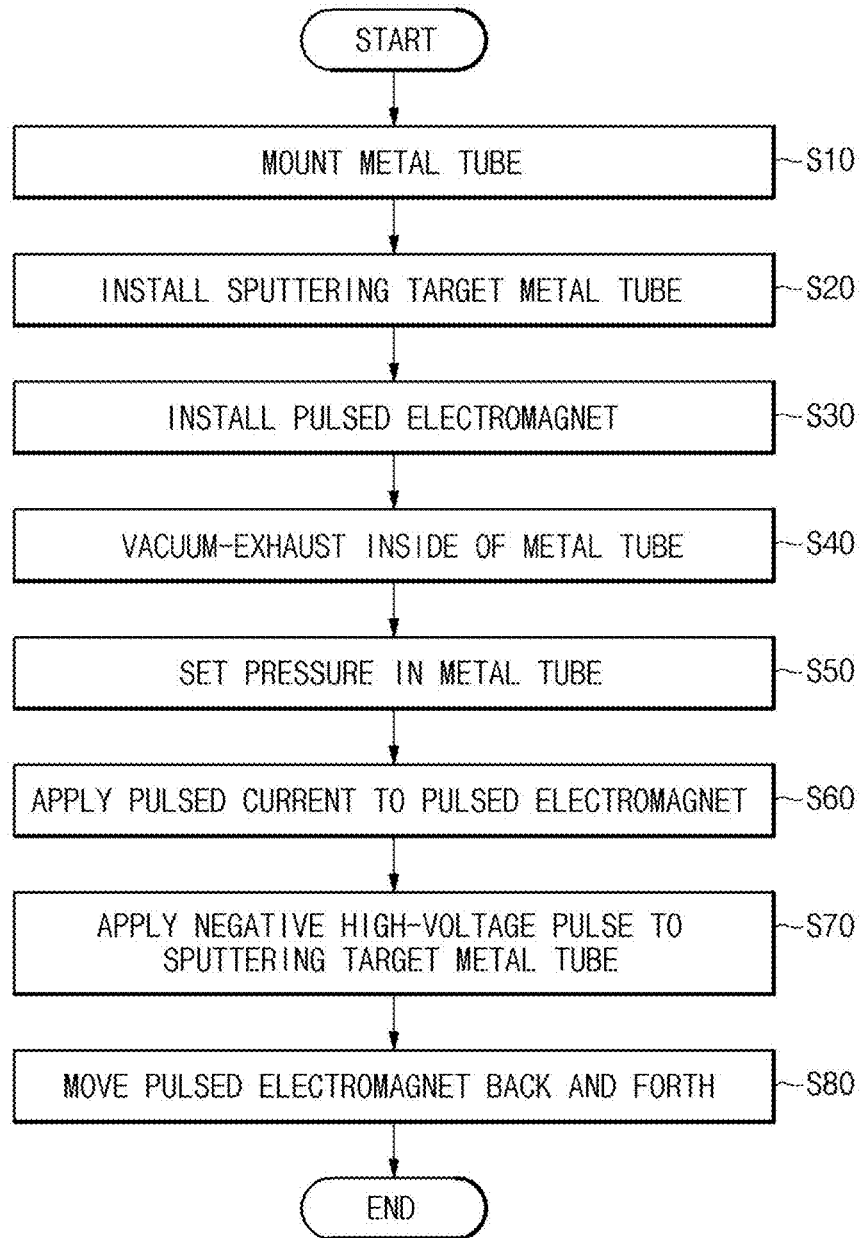 START
MOUNT METAL TUBE
S10
INSTALL SPUTTERING TARGET METAL TUBE
S20
INSTALL PULSED ELECTROMAGNET
S30
VACUUM-EXHAUST INSIDE OF METAL TUBE
S40
SET PRESSURE IN METAL TUBE
S50
APPLY PULSED CURRENT TO PULSED ELECTROMAGNET
S60
APPLY NEGATIVE HIGH-VOLTAGE PULSE TO
SPUTTERING TARGET METAL TUBE
S70
MOVE PULSED ELECTROMAGNET BACK AND FORTH
S80
END